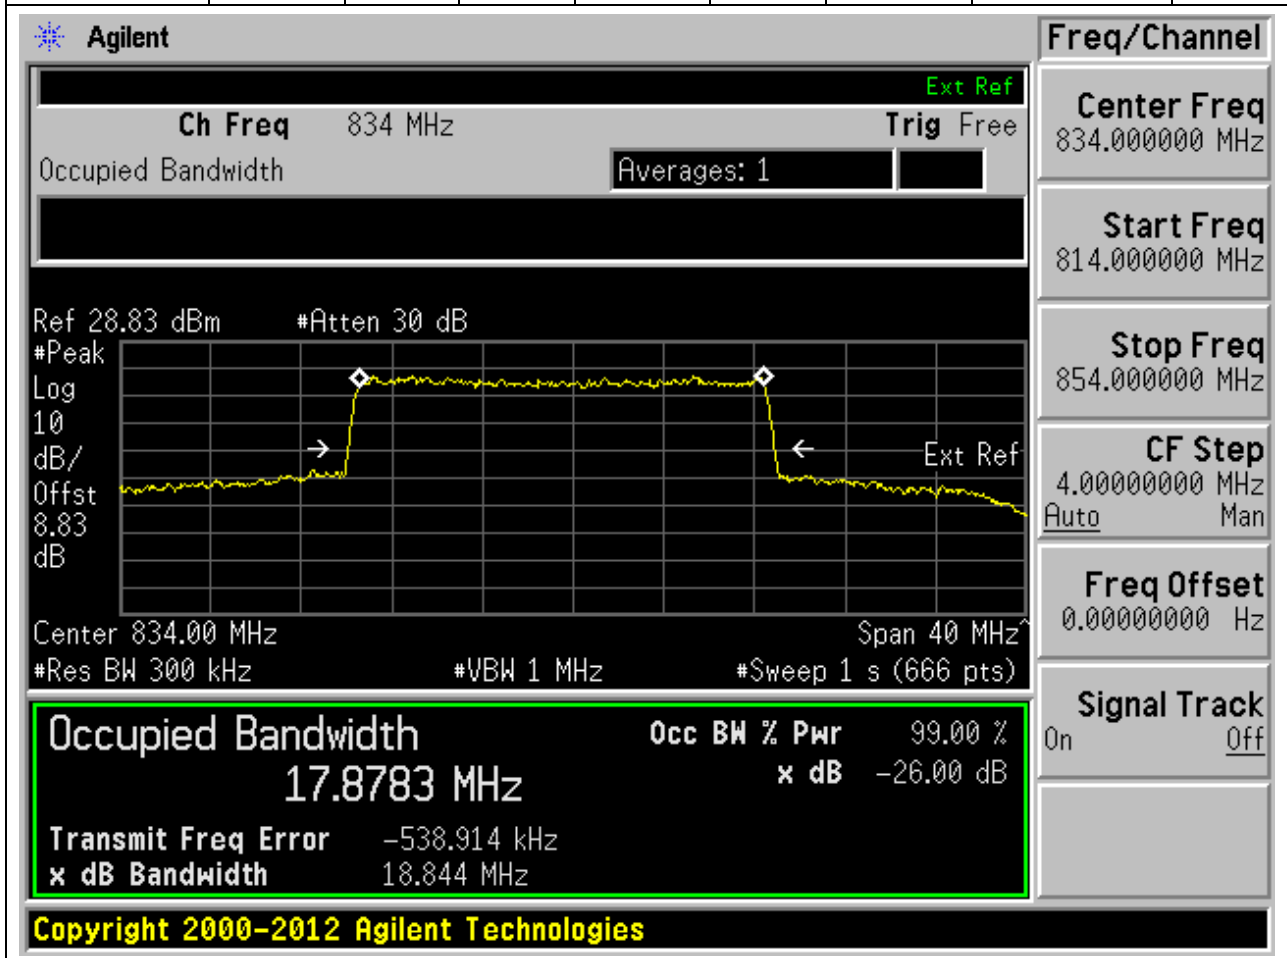 Agilent
Freq/Channel
Ext Ref
Ch Freq 834 MHz Trig Free
Occupied Bandwidth Averages: 1
Center Freq
834.000000 MHz
Start Freq
814.000000 MHz
Stop Freq
854.000000 MHz
CF Step
4.00000000 MHz
Auto Man
Freq Offset
0.00000000 Hz
Signal Track
On Off
Ref 28.83 dBm #Atten 30 dB
#Peak
Log
10
dB/
Offst
8.83
dB
Ext Ref
Center 834.00 MHz Span 40 MHz^
#Res BW 300 kHz #VBW 1 MHz #Sweep 1 s (666 pts)
Occupied Bandwidth Occ BW % Pwr 99.00 %
17.8783 MHz x dB -26.00 dB
Transmit Freq Error -538.914 kHz
x dB Bandwidth 18.844 MHz
Copyright 2000-2012 Agilent Technologies